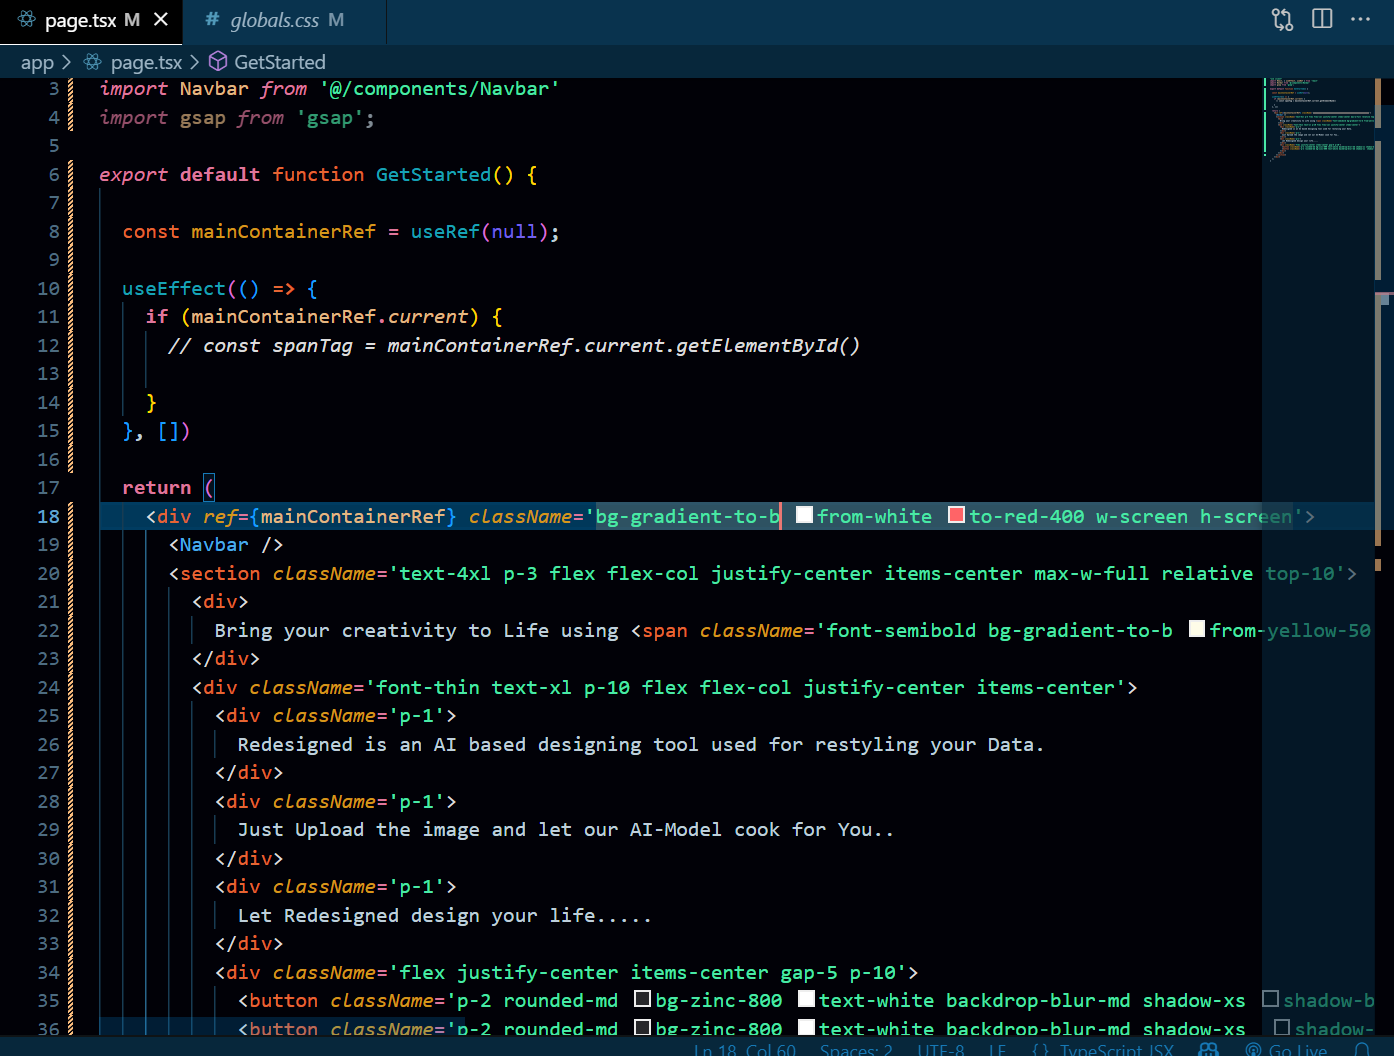 page.tsx M
# globals.css M
app > page.tsx > GetStarted
3 import Navbar from '@/components/Navbar'
4 import gsap from 'gsap';
5
6 export default function GetStarted() {
7
8 const mainContainerRef = useRef(null);
9
10 useEffect(() => {
11 if (mainContainerRef.current) {
12 // const spanTag = mainContainerRef.current.getElementById()
13
14 }
15 }, [])
16
17 return (
18 <div ref={mainContainerRef} className='bg-gradient-to-b from-white to-red-400 w-screen h-screen'>
19 <Navbar />
20 <section className='text-4xl p-3 flex flex-col justify-center items-center max-w-full relative top-10'>
21 <div>
22 Bring your creativity to Life using <span className='font-semibold bg-gradient-to-b from-yellow-50
23 </div>
24 <div className='font-thin text-xl p-10 flex flex-col justify-center items-center'>
25 <div className='p-1'>
26 Redesigned is an AI based designing tool used for restyling your Data.
27 </div>
28 <div className='p-1'>
29 Just Upload the image and let our AI-Model cook for You..
30 </div>
31 <div className='p-1'>
32 Let Redesigned design your life.....
33 </div>
34 <div className='flex justify-center items-center gap-5 p-10'>
35 <button className='p-2 rounded-md bg-zinc-800 text-white backdrop-blur-md shadow-xs shadow-b
36 <button className='p-2 rounded-md bg-zinc-800 text-white backdrop-blur-md shadow-xs shadow-
Ln 18, Col 60 Spaces: 2 UTF-8 LF {} TypeScript JSX Go Live